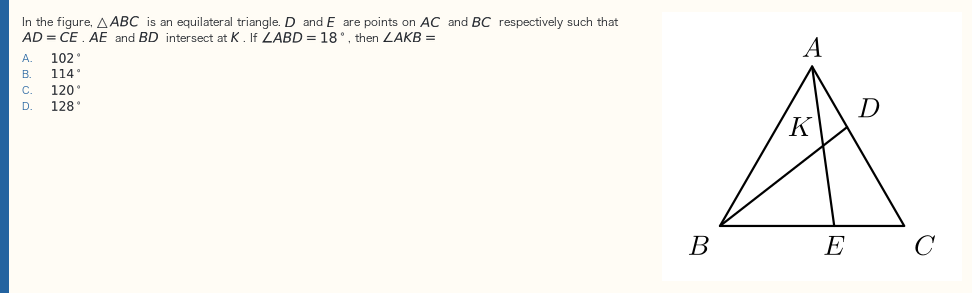 In the figure, △ABC is an equilateral triangle. D and E are points on AC and BC respectively such that
AD = CE . AE and BD intersect at K . If ∠ABD = 18°, then ∠AKB =
A. 102°
B. 114°
C. 120°
D. 128°
A
D
K
B
E
C